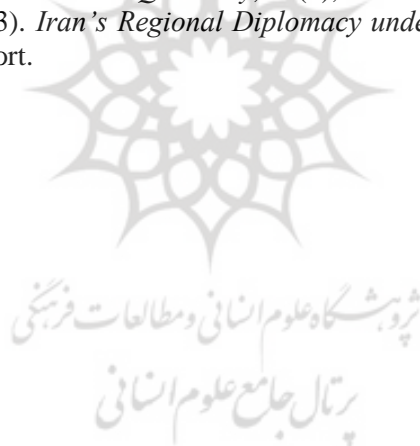 3). Iran’s Regional Diplomacy unde
ort.
پژوهشگاه علوم انسانی و مطالعات فرهنگی
پرتال جامع علوم انسانی